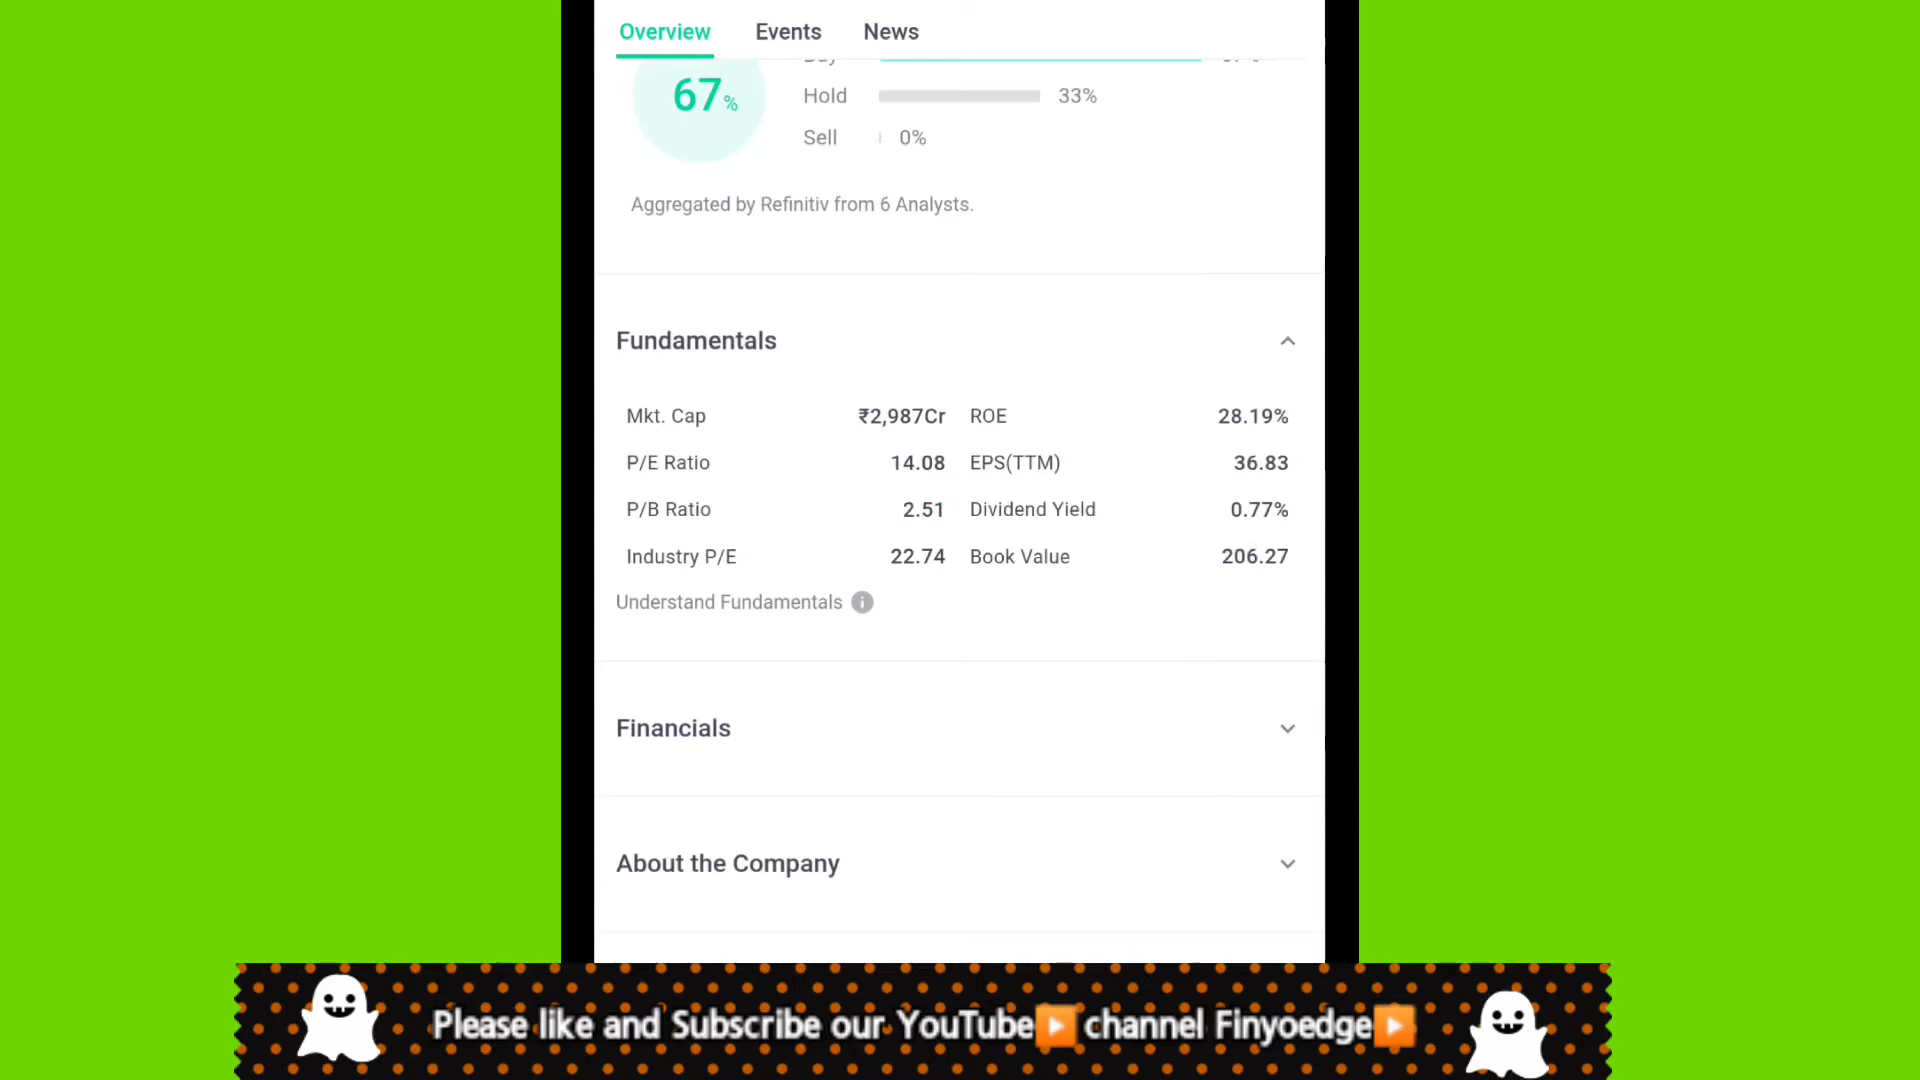 Overview Events News
67%
Hold 33%
Sell 0%
Aggregated by Refinitiv from 6 Analysts.
Fundamentals
Mkt. Cap ₹2,987Cr ROE 28.19%
P/E Ratio 14.08 EPS(TTM) 36.83
P/B Ratio 2.51 Dividend Yield 0.77%
Industry P/E 22.74 Book Value 206.27
Understand Fundamentals
Financials
About the Company
Please like and Subscribe our YouTube channel Finyoedge